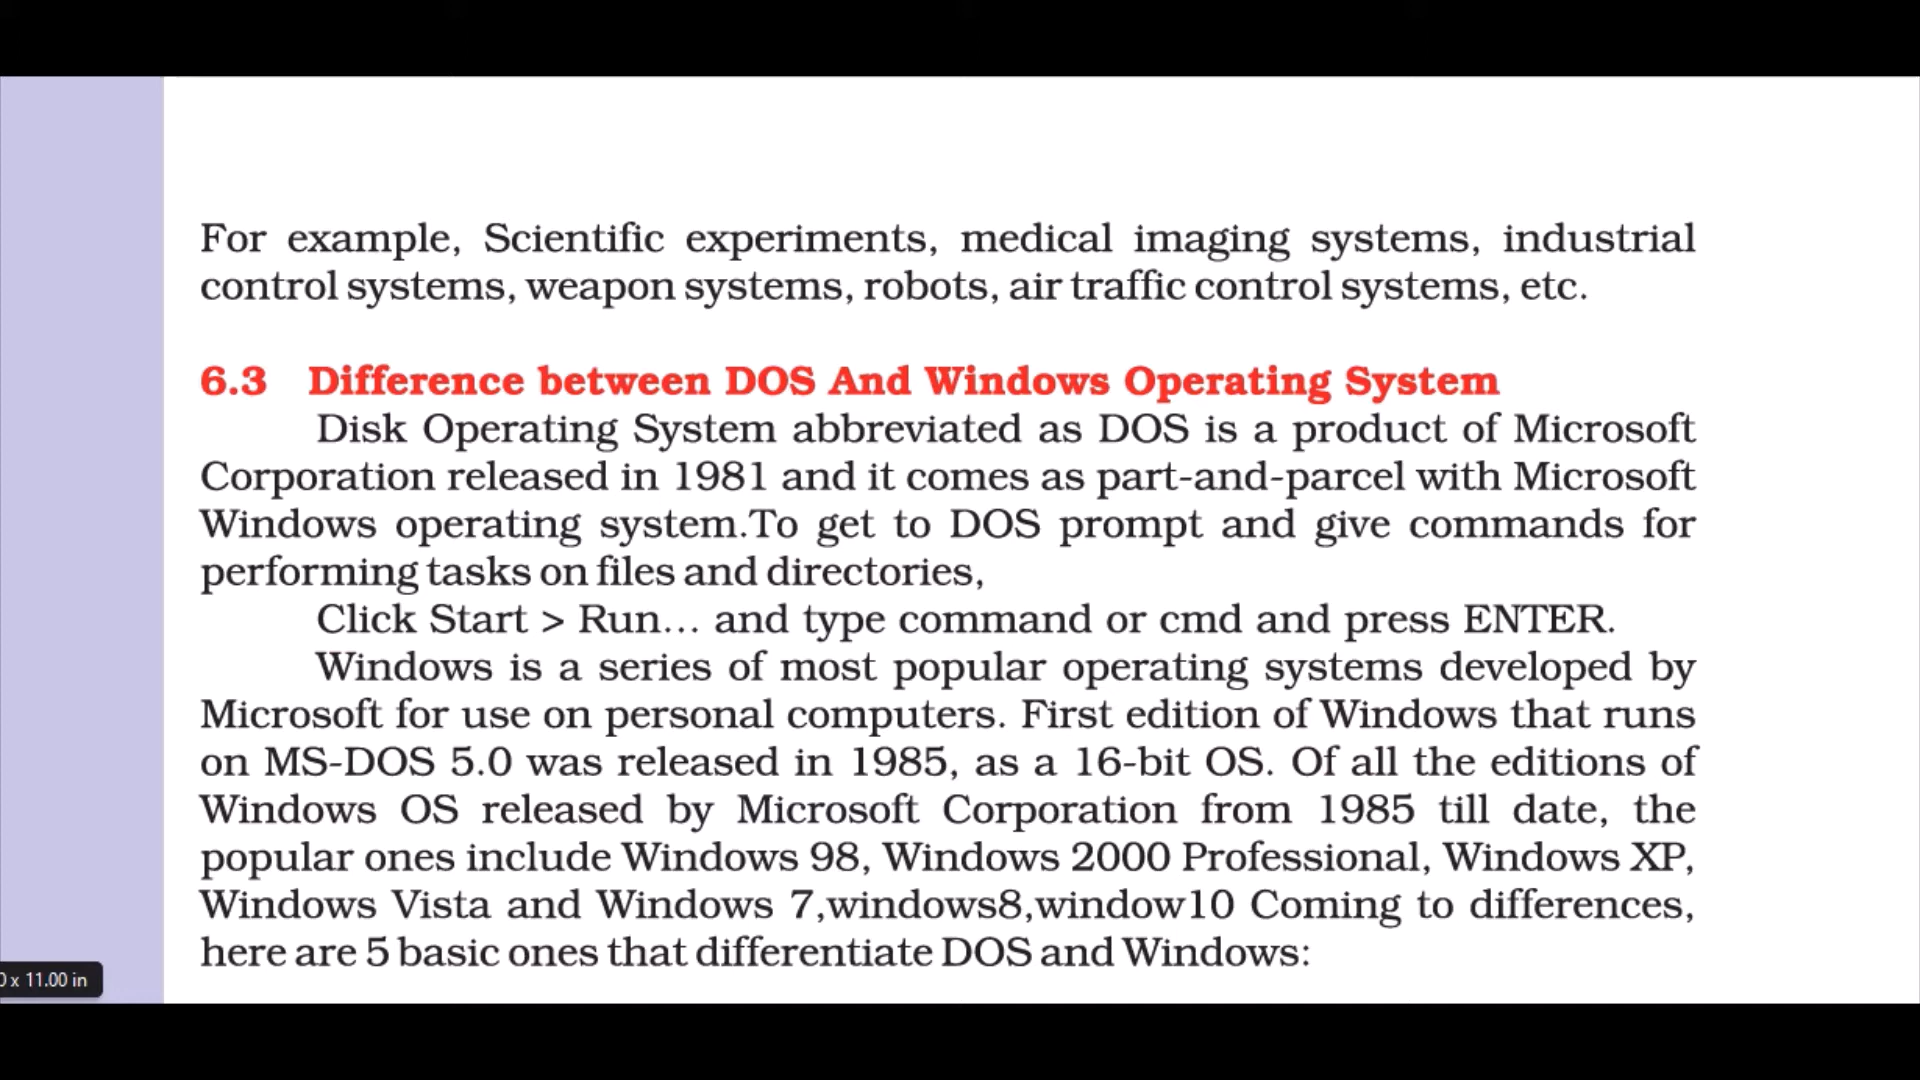 For example, Scientific experiments, medical imaging systems, industrial
control systems, weapon systems, robots, air traffic control systems, etc.
6.3 Difference between DOS And Windows Operating System
Disk Operating System abbreviated as DOS is a product of Microsoft
Corporation released in 1981 and it comes as part-and-parcel with Microsoft
Windows operating system.To get to DOS prompt and give commands for
performing tasks on files and directories,
Click Start > Run... and type command or cmd and press ENTER.
Windows is a series of most popular operating systems developed by
Microsoft for use on personal computers. First edition of Windows that runs
on MS-DOS 5.0 was released in 1985, as a 16-bit OS. Of all the editions of
Windows OS released by Microsoft Corporation from 1985 till date, the
popular ones include Windows 98, Windows 2000 Professional, Windows XP,
Windows Vista and Windows 7,windows8,window10 Coming to differences,
here are 5 basic ones that differentiate DOS and Windows:
x 11.00 in